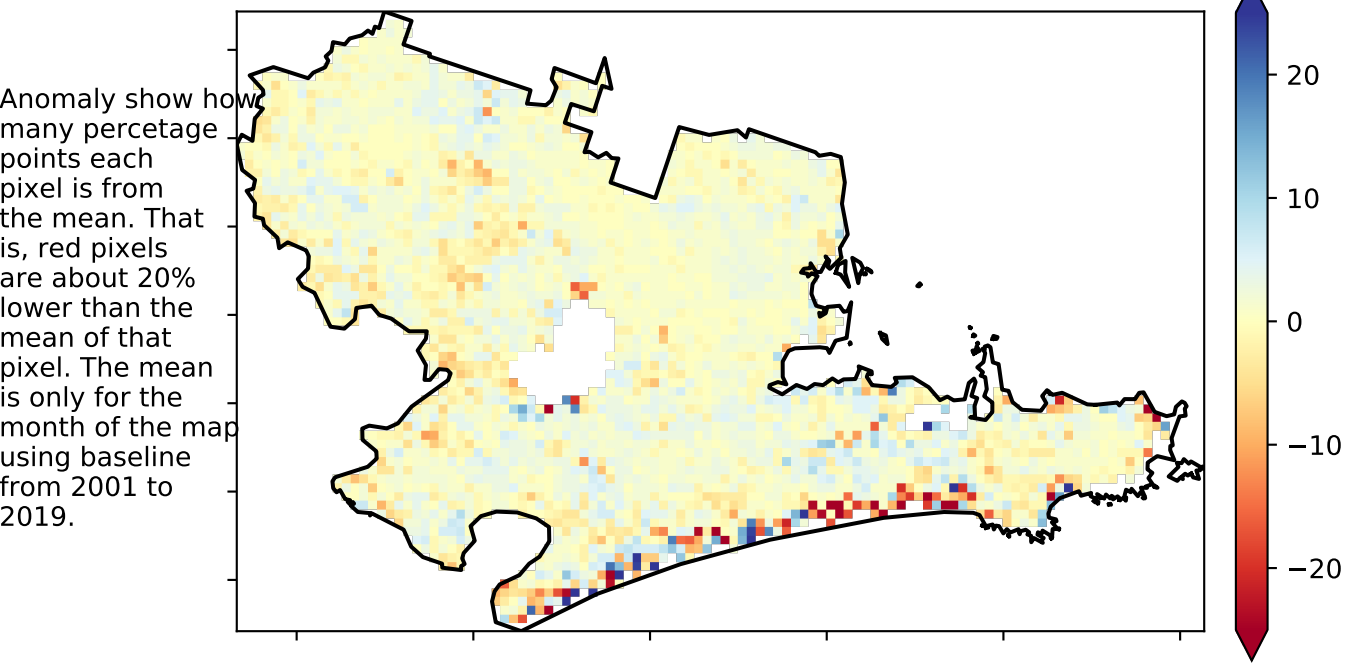 Anomaly show how
many percetage
points each
pixel is from
the mean. That
is, red pixels
are about 20%
lower than the
mean of that
pixel. The mean
is only for the
month of the map
using baseline
from 2001 to
2019.
20
10
0
−10
−20